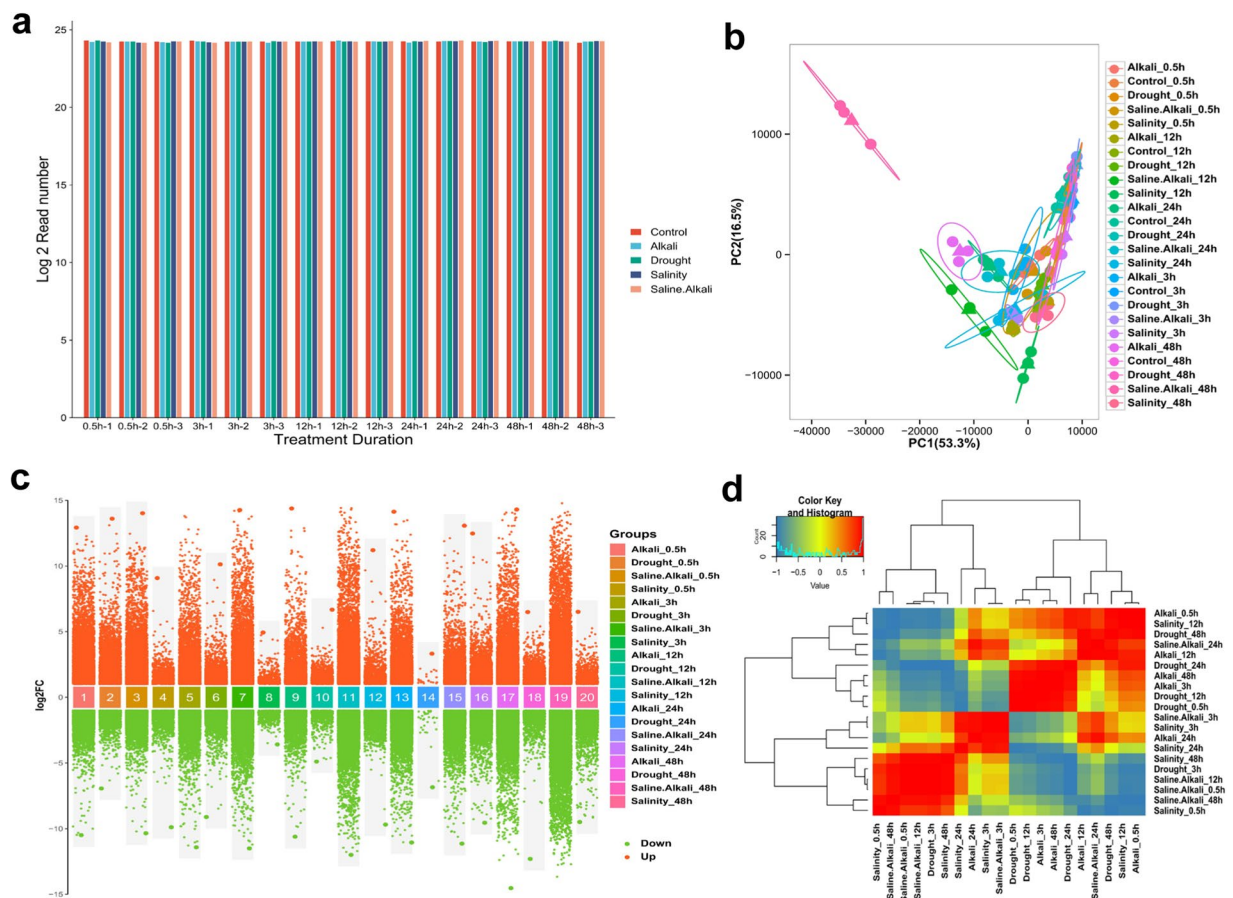 a
25
20
15
10
5
0
Log 2 Read number
0.5h-1 0.5h-2 0.5h-3 3h-1 3h-2 3h-3 12h-1 12h-2 12h-3 24h-1 24h-2 24h-3 48h-1 48h-2 48h-3
Treatment Duration
Control
Alkali
Drought
Salinity
Saline.Alkali
b
10000
0
−10000
PC2(16.5%)
−40000 −30000 −20000 −10000 0 10000
PC1(53.3%)
Alkali_0.5h
Control_0.5h
Drought_0.5h
Saline.Alkali_0.5h
Salinity_0.5h
Alkali_12h
Control_12h
Drought_12h
Saline.Alkali_12h
Salinity_12h
Alkali_24h
Control_24h
Drought_24h
Saline.Alkali_24h
Salinity_24h
Alkali_3h
Control_3h
Drought_3h
Saline.Alkali_3h
Salinity_3h
Alkali_48h
Control_48h
Drought_48h
Saline.Alkali_48h
Salinity_48h
c
15
10
5
0
−5
−10
−15
log2FC
1 2 3 4 5 6 7 8 9 10 11 12 13 14 15 16 17 18 19 20
Groups
Alkali_0.5h
Drought_0.5h
Saline.Alkali_0.5h
Salinity_0.5h
Alkali_3h
Drought_3h
Saline.Alkali_3h
Salinity_3h
Alkali_12h
Drought_12h
Saline.Alkali_12h
Salinity_12h
Alkali_24h
Drought_24h
Saline.Alkali_24h
Salinity_24h
Alkali_48h
Drought_48h
Saline.Alkali_48h
Salinity_48h
Down
Up
d
Color Key
and Histogram
Count
0 20
−1 −0.5 0 0.5 1
Value
Alkali_0.5h
Salinity_12h
Drought_48h
Saline.Alkali_24h
Alkali_12h
Drought_24h
Alkali_48h
Alkali_3h
Drought_12h
Drought_0.5h
Saline.Alkali_3h
Salinity_3h
Alkali_24h
Salinity_24h
Salinity_48h
Drought_3h
Saline.Alkali_12h
Saline.Alkali_0.5h
Saline.Alkali_48h
Salinity_0.5h
Salinity_0.5h
Saline.Alkali_48h
Saline.Alkali_0.5h
Saline.Alkali_12h
Drought_3h
Salinity_48h
Salinity_24h
Alkali_24h
Salinity_3h
Saline.Alkali_3h
Drought_0.5h
Drought_12h
Alkali_3h
Alkali_48h
Drought_24h
Alkali_12h
Saline.Alkali_24h
Drought_48h
Salinity_12h
Alkali_0.5h